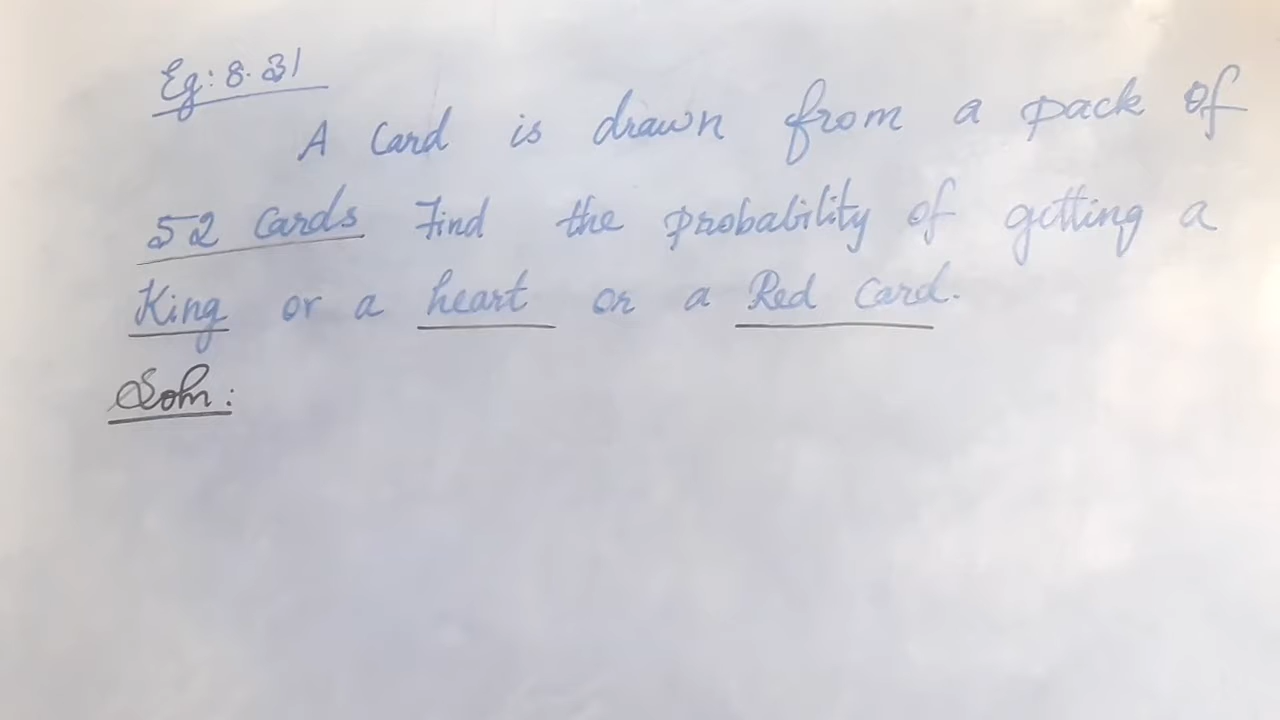 Eg: 8.31
A Card is drawn from a pack of
52 Cards Find the probability of getting a
King or a heart or a Red Card.
Soln: